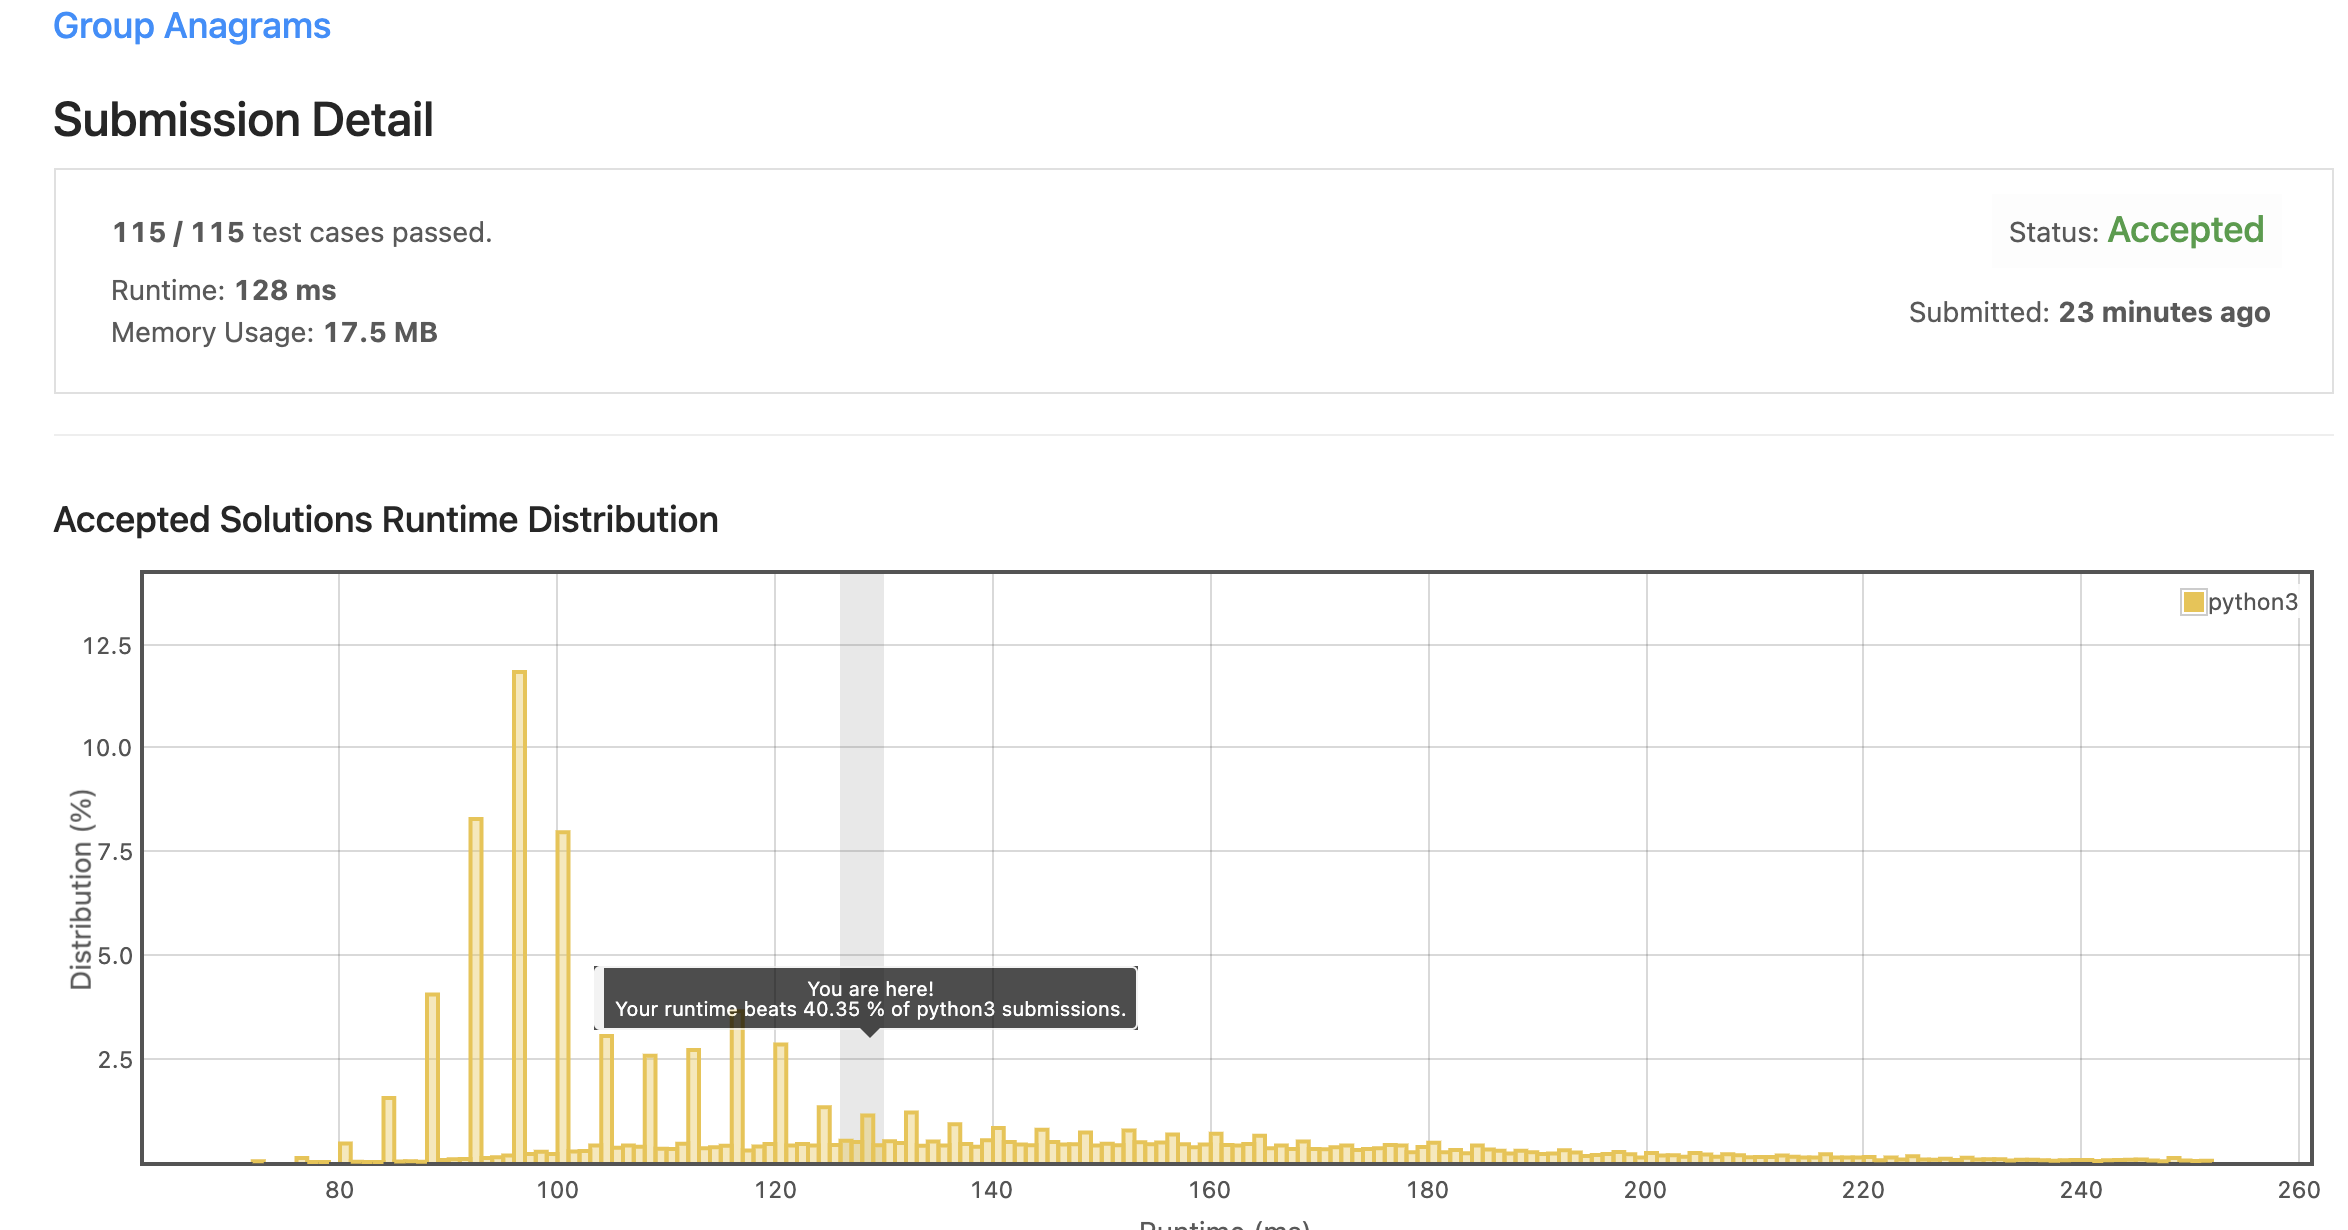 Group Anagrams
Submission Detail
115 / 115 test cases passed.
Status: Accepted
Runtime: 128 ms
Submitted: 23 minutes ago
Memory Usage: 17.5 MB
Accepted Solutions Runtime Distribution
python3
12.5
10.0
7.5
5.0
2.5
Distribution (%)
You are here!
Your runtime beats 40.35 % of python3 submissions.
80 100 120 140 160 180 200 220 240 260
Runtime (ms)